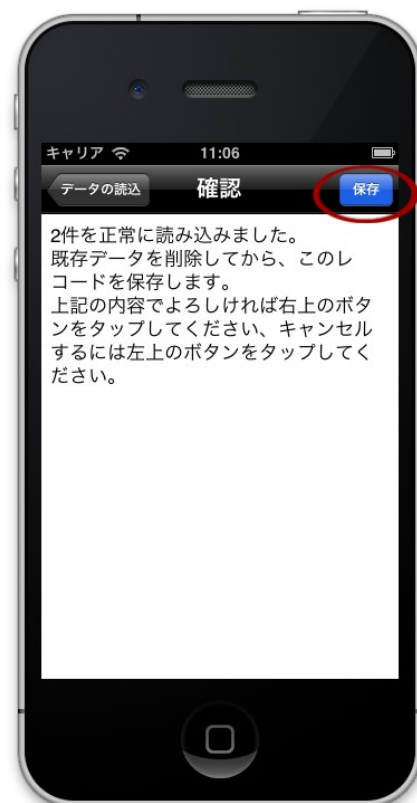 キャリア 11:06
データの読込 確認 保存
2件を正常に読み込みました。
既存データを削除してから、このレ
コードを保存します。
上記の内容でよろしければ右上のボタ
ンをタップしてください、キャンセル
するには左上のボタンをタップしてく
ださい。